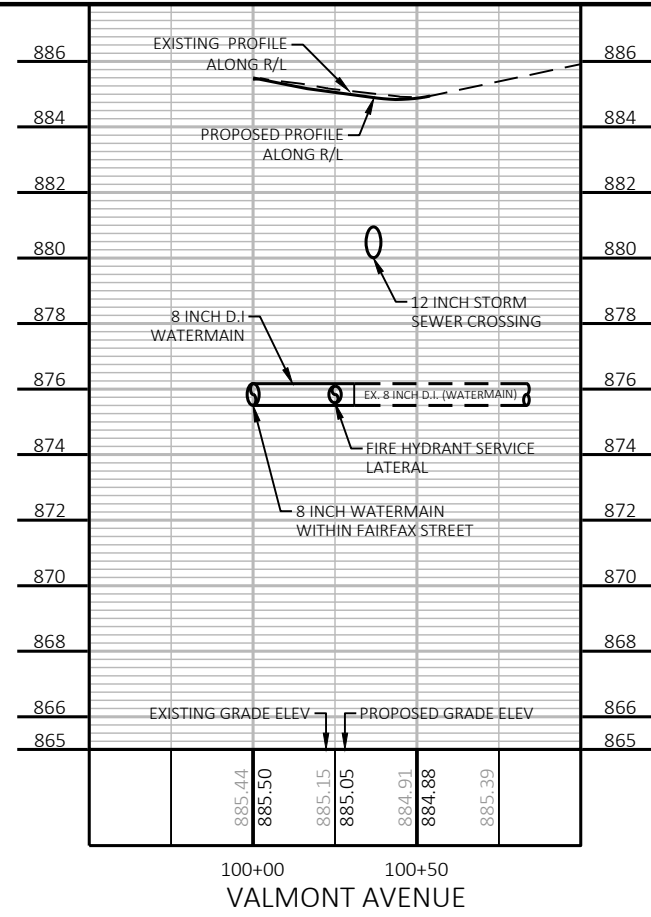 EXISTING PROFILE
ALONG R/L
886
886
884
884
PROPOSED PROFILE
ALONG R/L
882
882
880
880
12 INCH STORM
SEWER CROSSING
878
878
8 INCH D.I
WATERMAIN
876
876
EX. 8 INCH D.I. (WATERMAIN)
FIRE HYDRANT SERVICE
LATERAL
874
874
8 INCH WATERMAIN
WITHIN FAIRFAX STREET
872
872
870
870
868
868
866
866
EXISTING GRADE ELEV
PROPOSED GRADE ELEV
865
865
885.44
885.50
885.15
885.05
884.91
884.88
885.39
100+00
100+50
VALMONT AVENUE